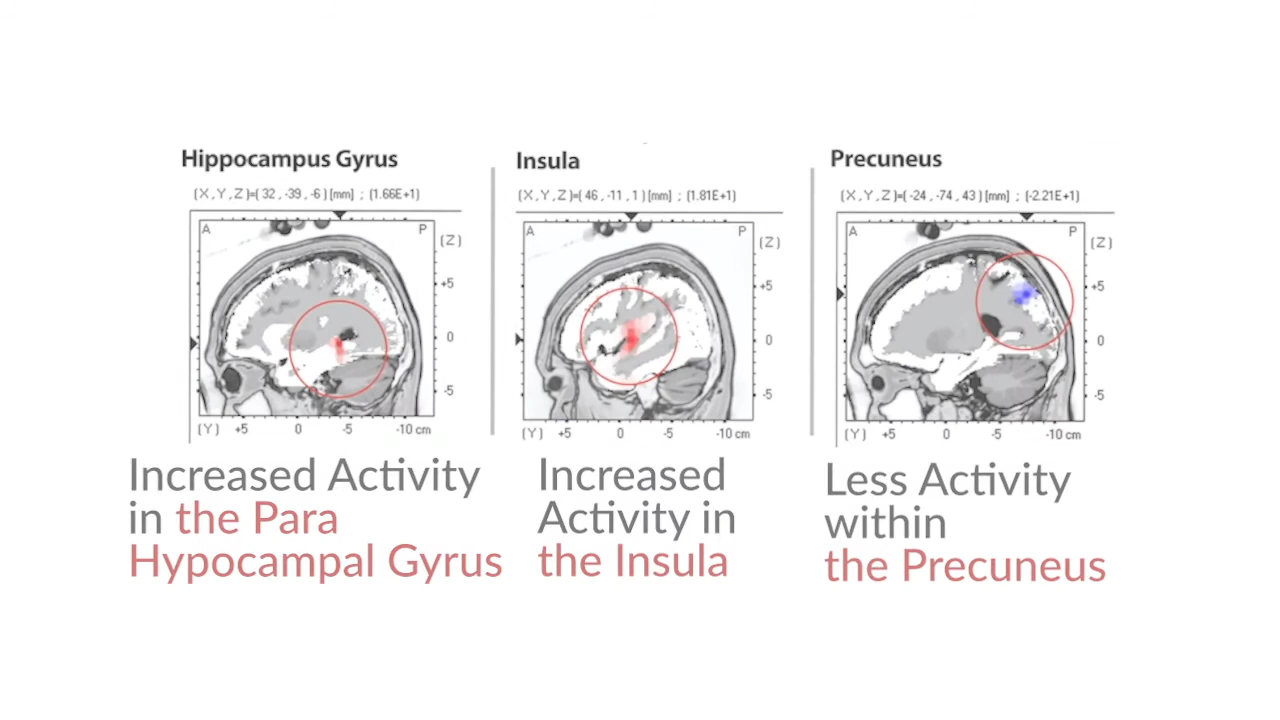 Hippocampus Gyrus
(X,Y,Z)=( 32 , -39 , -6 ) [mm] ; (1.66E+1)
A P (Z)
+5
0
-5
(Y) +5 0 -5 -10 cm
Increased Activity
in the Para
Hypocampal Gyrus
Insula
(X,Y,Z)=( 46 , -11 , 1 ) [mm] ; (1.81E+1)
A P (Z)
+5
0
-5
(Y) +5 0 -5 -10 cm
Increased
Activity in
the Insula
Precuneus
(X,Y,Z)=( -24 , -74 , 43 ) [mm] ; (-2.21E+1)
A P (Z)
+5
0
-5
(Y) +5 0 -5 -10 cm
Less Activity
within
the Precuneus